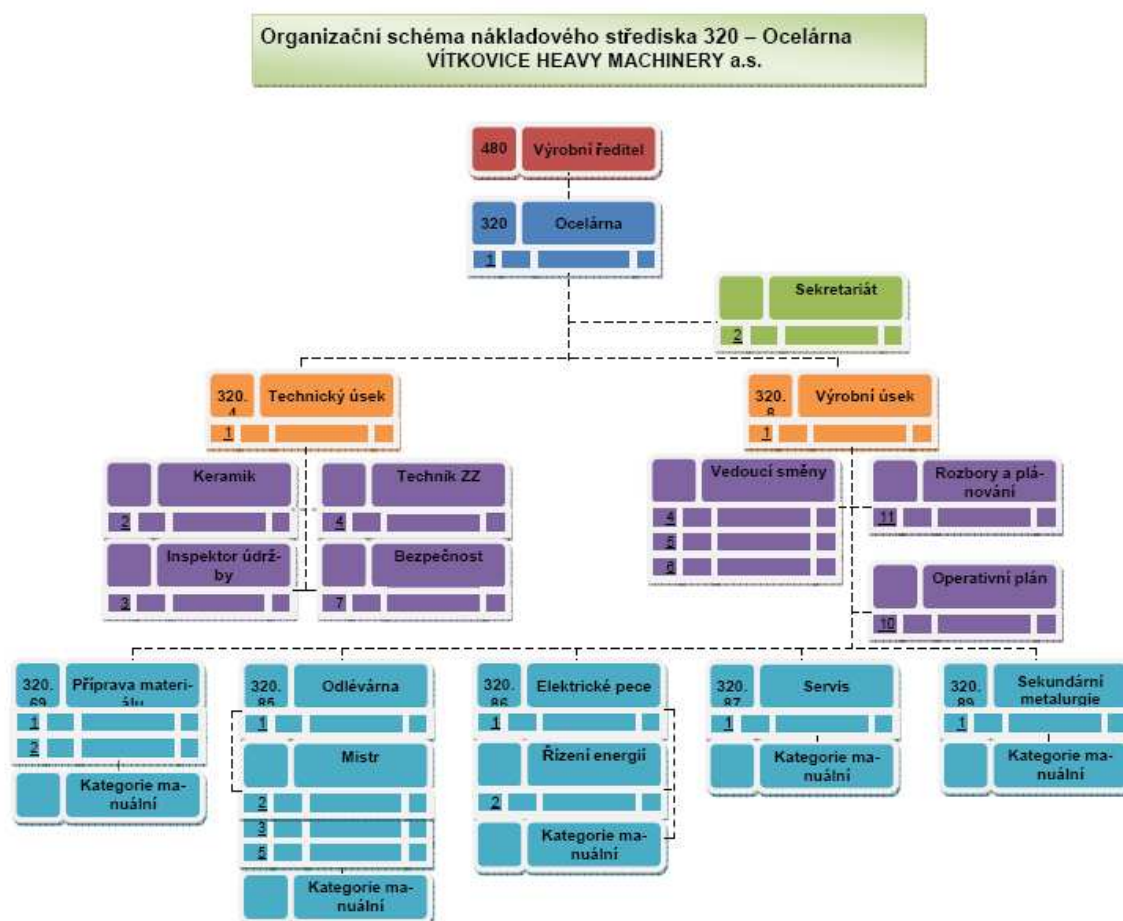 Organizační schéma nákladového střediska 320 – Ocelárna
VÍTKOVICE HEAVY MACHINERY a.s.
480 Výrobní ředitel
320 Ocelárna
1
Sekretariát
2
320. Technický úsek
4
1
320. Výrobní úsek
8
1
Keramik
2
Inspektor údrž-
by
3
Technik ZZ
4
Bezpečnost
7
Vedoucí směny
4
5
6
Rozbory a plá-
nování
11
Operativní plán
10
320. Příprava materi-
69 álu
1
2
Kategorie ma-
nuální
320. Odlévárna
85
1
Mistr
2
3
5
Kategorie ma-
nuální
320. Elektrické pece
86
1
Řízení energií
2
Kategorie ma-
nuální
320. Servis
87
1
Kategorie ma-
nuální
320. Sekundární
89 metalurgie
1
Kategorie ma-
nuální